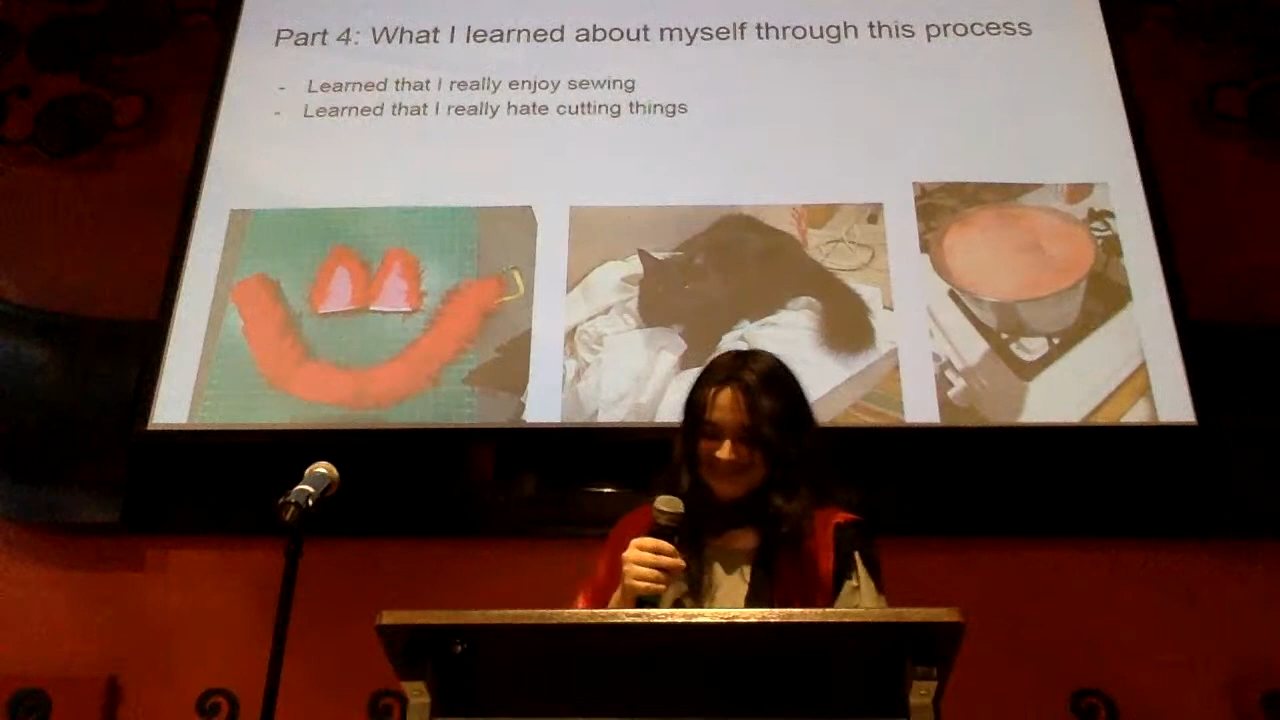 Part 4: What I learned about myself through this process
- Learned that I really enjoy sewing
- Learned that I really hate cutting things